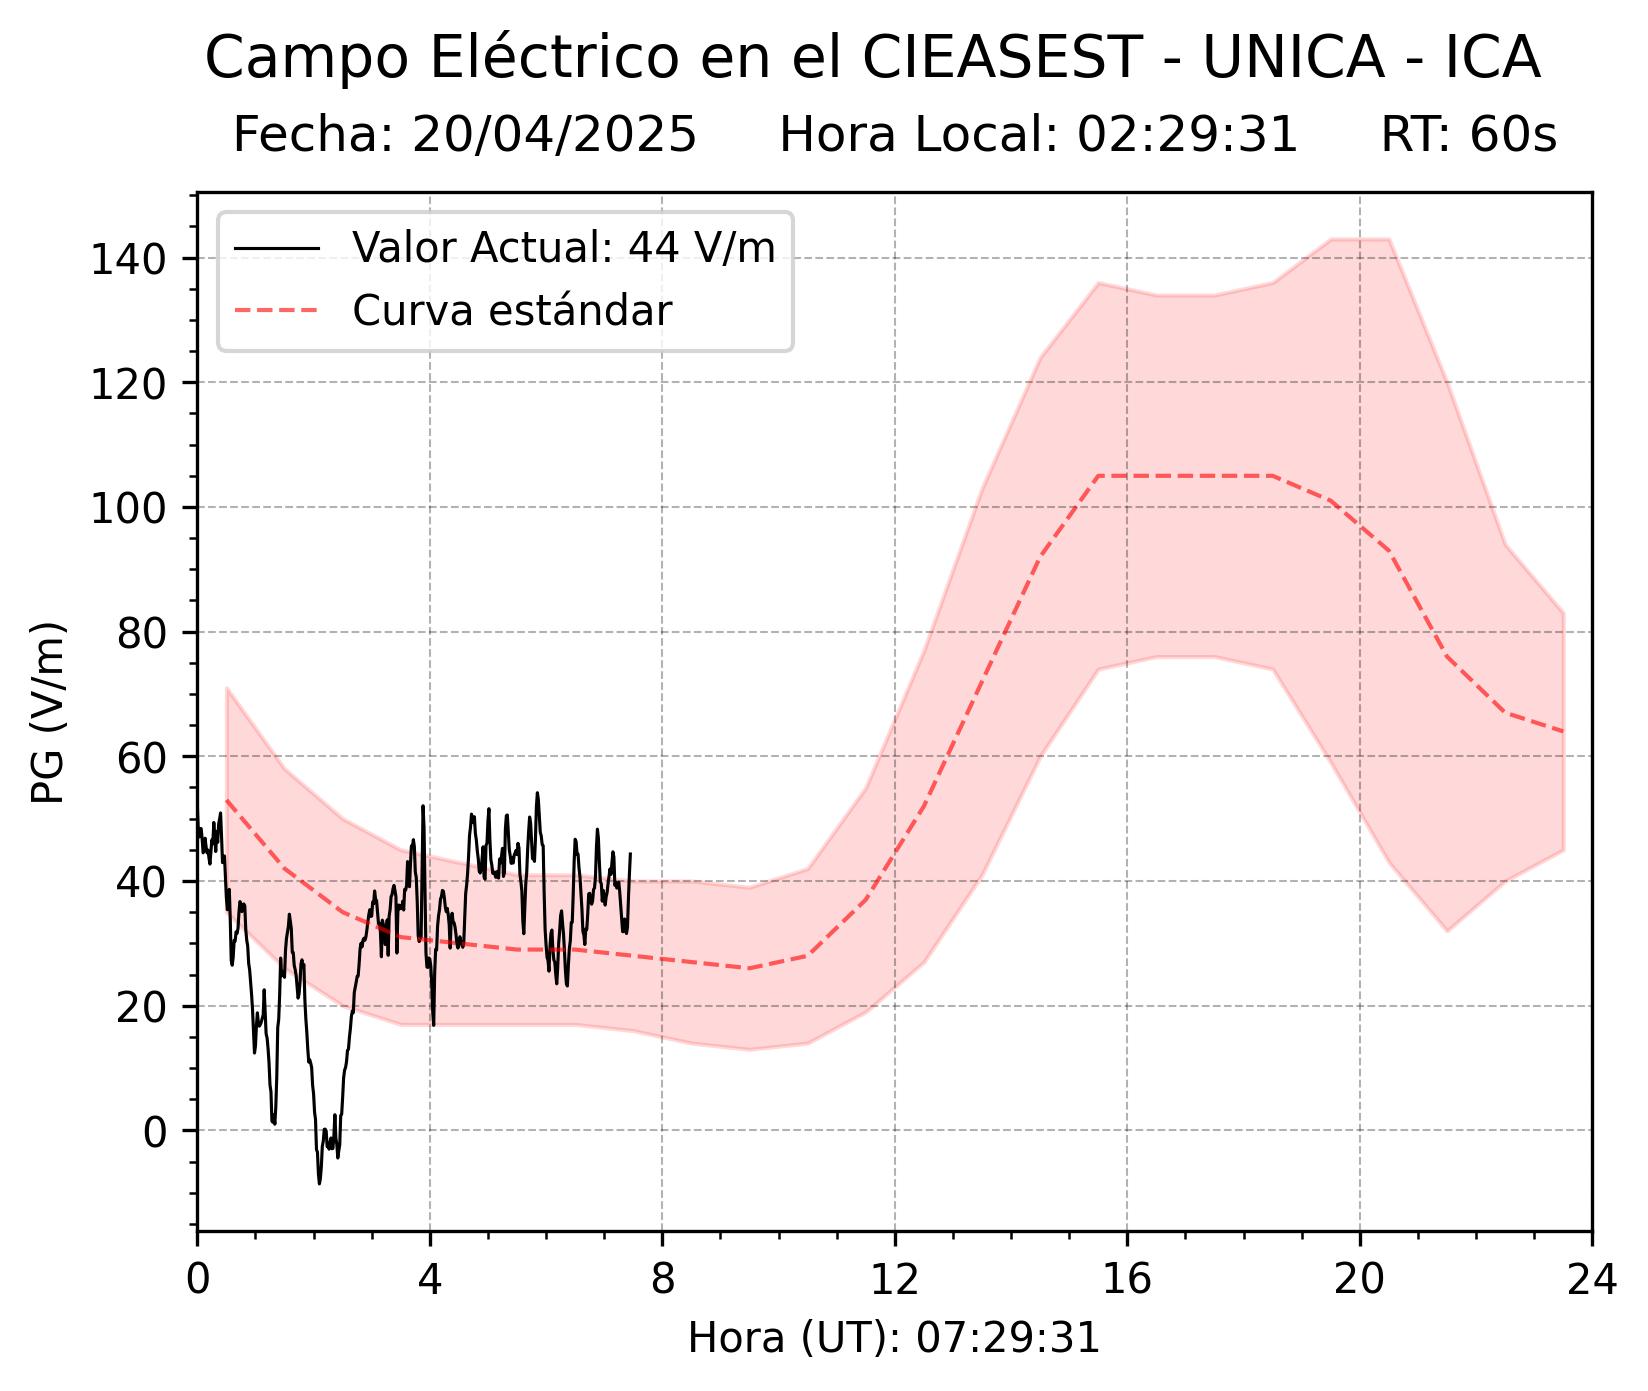 Campo Eléctrico en el CIEASEST - UNICA - ICA
Fecha: 20/04/2025 Hora Local: 02:29:31 RT: 60s
Valor Actual: 44 V/m
Curva estándar
140
120
100
80
60
40
20
0
PG (V/m)
0 4 8 12 16 20 24
Hora (UT): 07:29:31